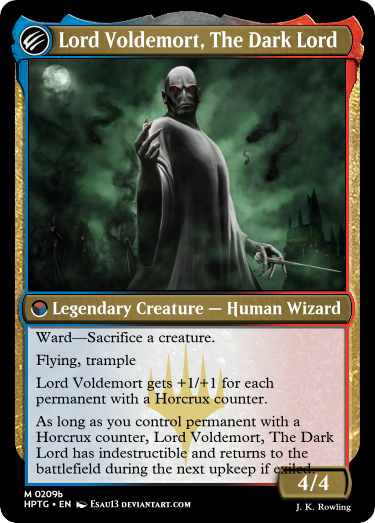 Lord Voldemort, The Dark Lord
Legendary Creature — Human Wizard
Ward—Sacrifice a creature.
Flying, trample
Lord Voldemort gets +1/+1 for each
permanent with a Horcrux counter.
As long as you control permanent with a
Horcrux counter, Lord Voldemort, The Dark
Lord has indestructible and returns to the
battlefield during the next upkeep if exiled.
4/4
M 0209b
HPTG • EN Esau13 deviantart.com
J. K. Rowling